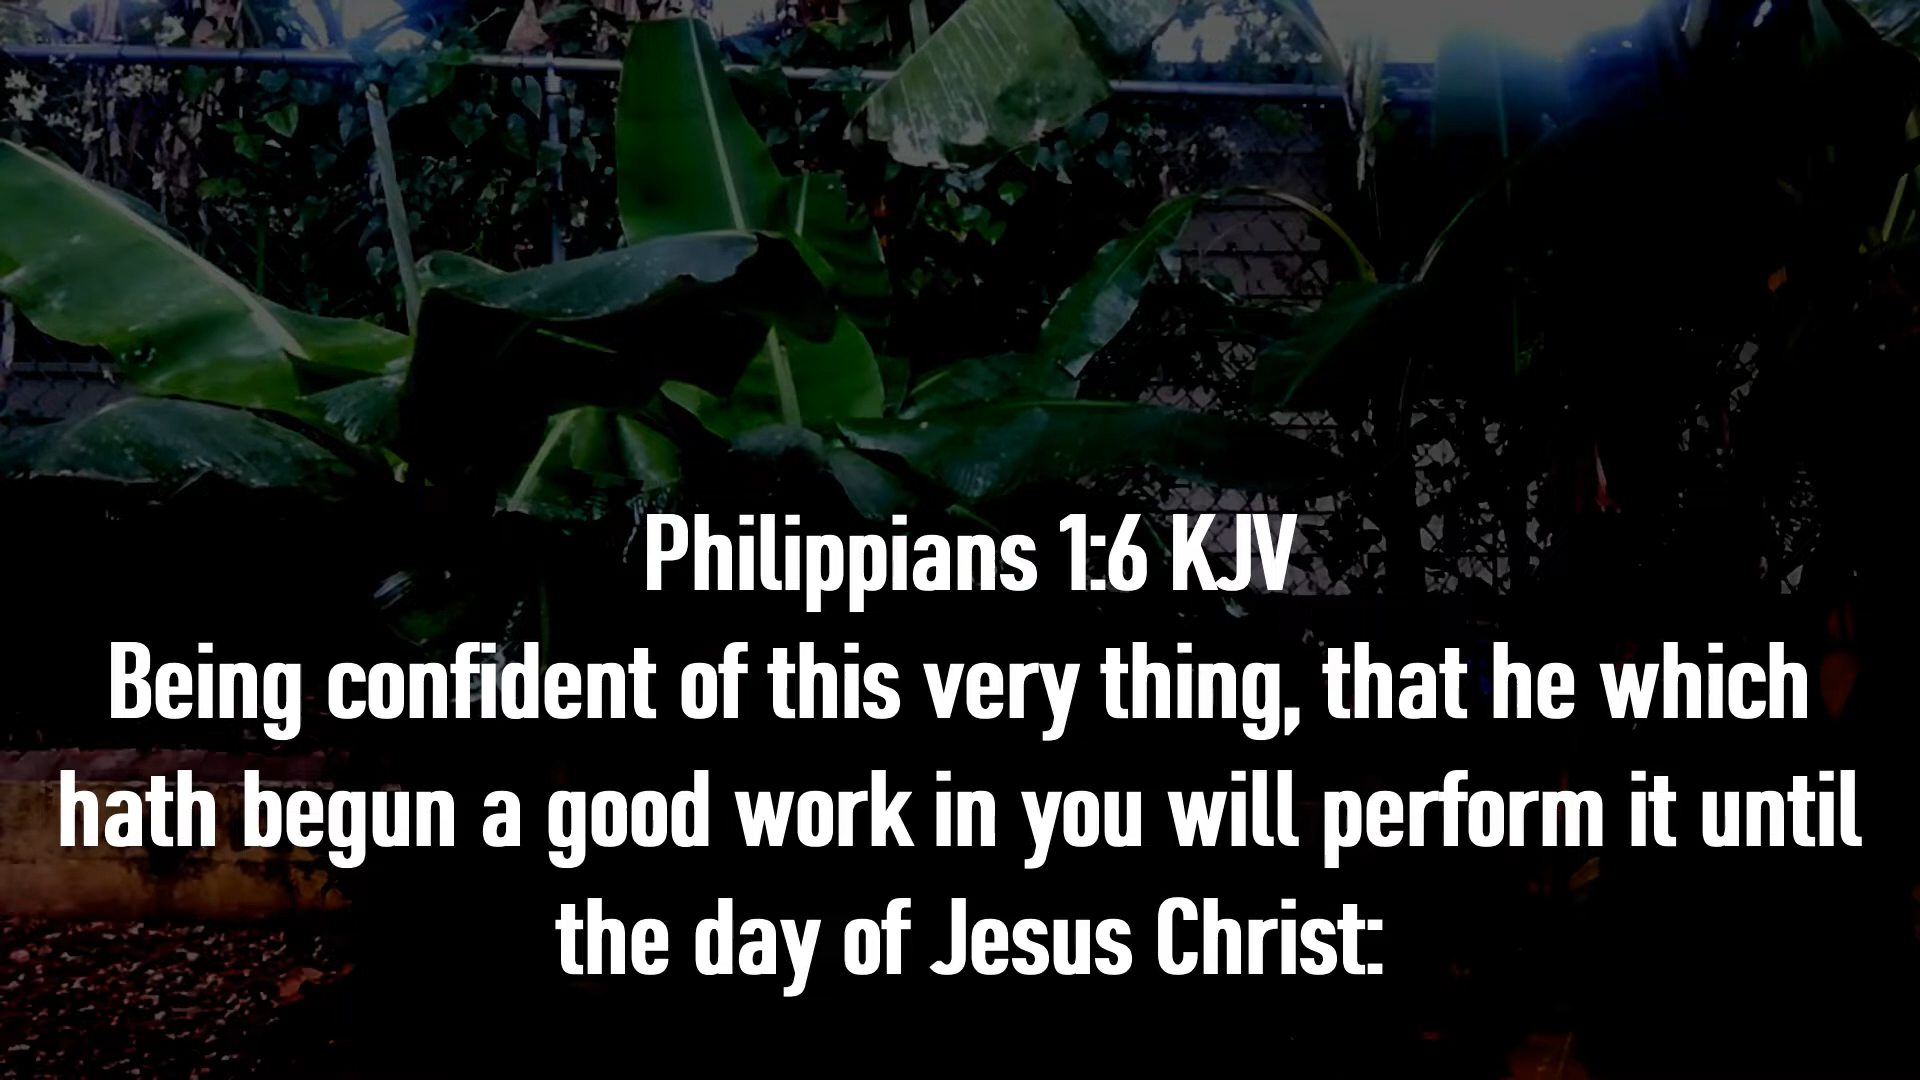 Philippians 1:6 KJV
Being confident of this very thing, that he which
hath begun a good work in you will perform it until
the day of Jesus Christ: